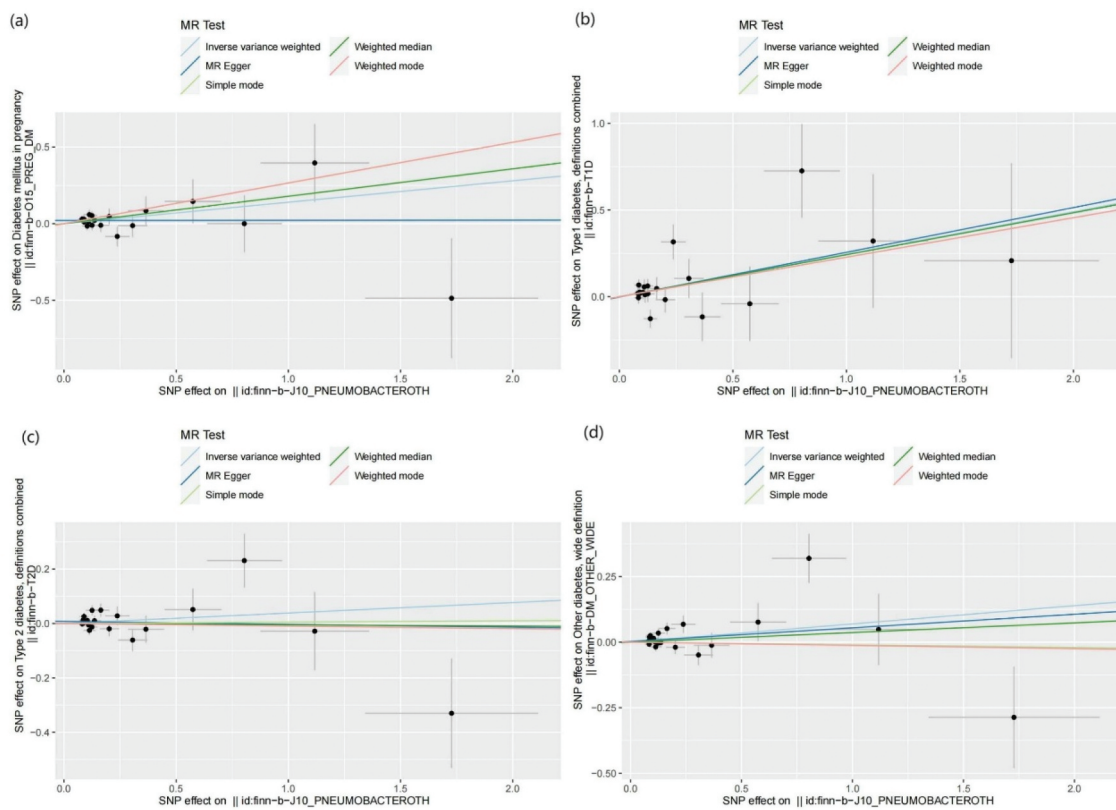 (a)
MR Test
Inverse variance weighted
Weighted median
MR Egger
Weighted mode
Simple mode
SNP effect on Diabetes mellitus in pregnancy
|| id:finn-b-O15_PREG_DM
0.5
0.0
−0.5
0.0
0.5
1.0
1.5
2.0
SNP effect on || id:finn-b-J10_PNEUMOBACTEROTH
(b)
MR Test
Inverse variance weighted
Weighted median
MR Egger
Weighted mode
Simple mode
SNP effect on Type1 diabetes, definitions combined
|| id:finn-b-T1D
1.0
0.5
0.0
0.0
0.5
1.0
1.5
2.0
SNP effect on || id:finn-b-J10_PNEUMOBACTEROTH
(c)
MR Test
Inverse variance weighted
Weighted median
MR Egger
Weighted mode
Simple mode
SNP effect on Type 2 diabetes, definitions combined
|| id:finn-b-T2D
0.2
0.0
−0.2
−0.4
0.0
0.5
1.0
1.5
2.0
SNP effect on || id:finn-b-J10_PNEUMOBACTEROTH
(d)
MR Test
Inverse variance weighted
Weighted median
MR Egger
Weighted mode
Simple mode
SNP effect on Other diabetes, wide definition
|| id:finn-b-DM_OTHER_WIDE
0.25
0.00
−0.25
−0.50
0.0
0.5
1.0
1.5
2.0
SNP effect on || id:finn-b-J10_PNEUMOBACTEROTH